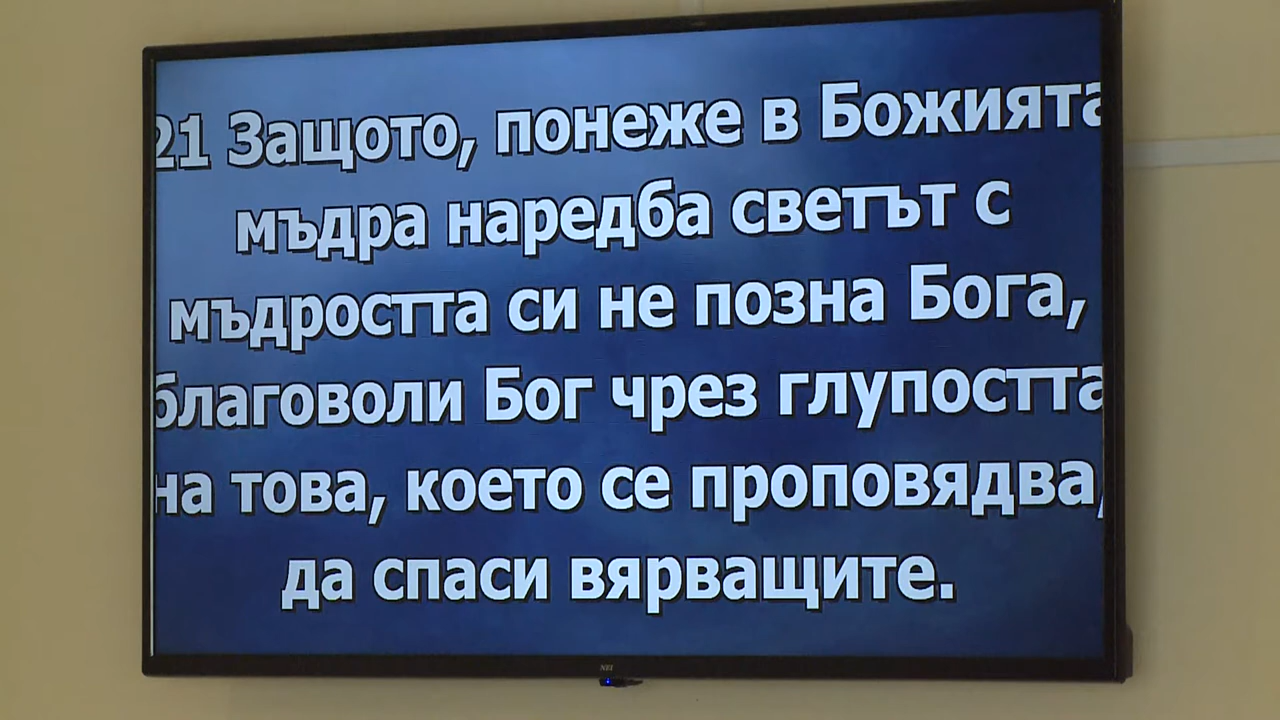 21 Защото, понеже в Божията
мъдра наредба светът с
мъдростта си не позна Бога,
благоволи Бог чрез глупостта
на това, което се проповядва,
да спаси вярващите.
NEI